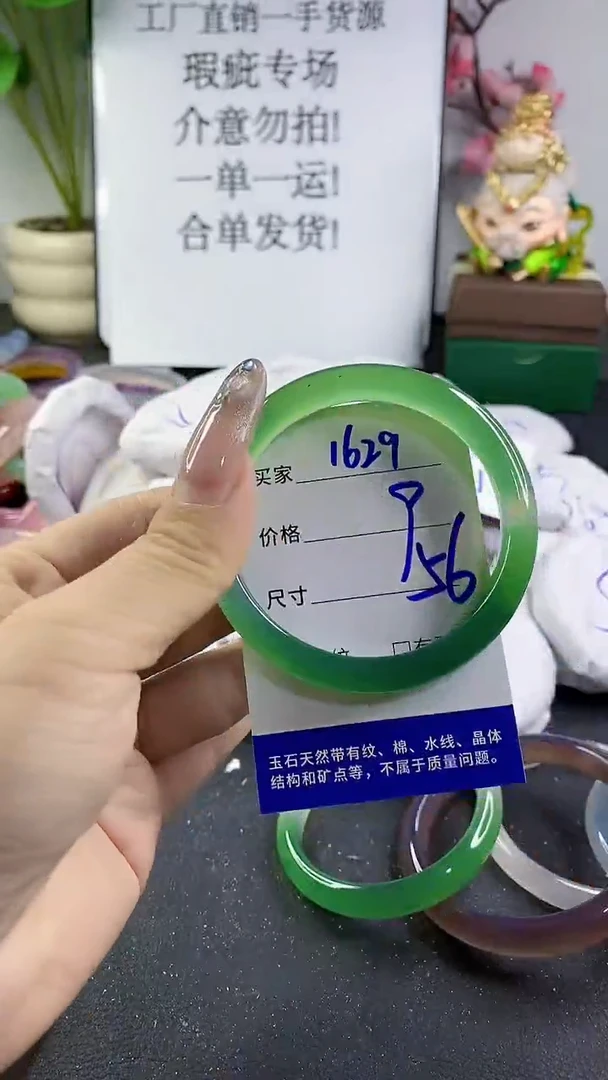 工厂直销一手货源
瑕疵专场
介意勿拍!
一单一运!
合单发货!
买家 1629
价格
尺寸 56
玉石天然带有纹、棉、水线、晶体
结构和矿点等，不属于质量问题。